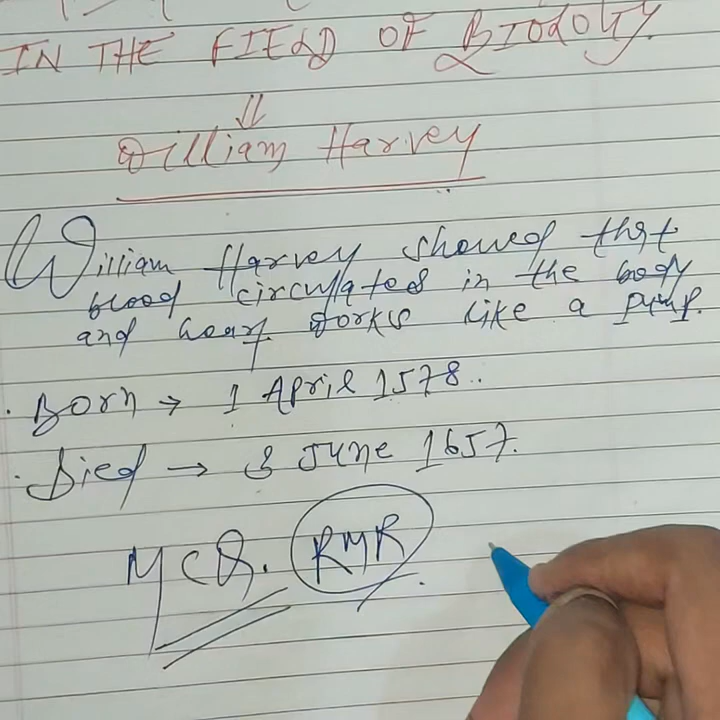 IN THE FIELD OF BIOLOGY
William Harvey
William Harvey showed that
blood circulated in the body
and heart works like a pump.
Born → 1 April 1578.
Died → 3 June 1657.
MCQ. RMR